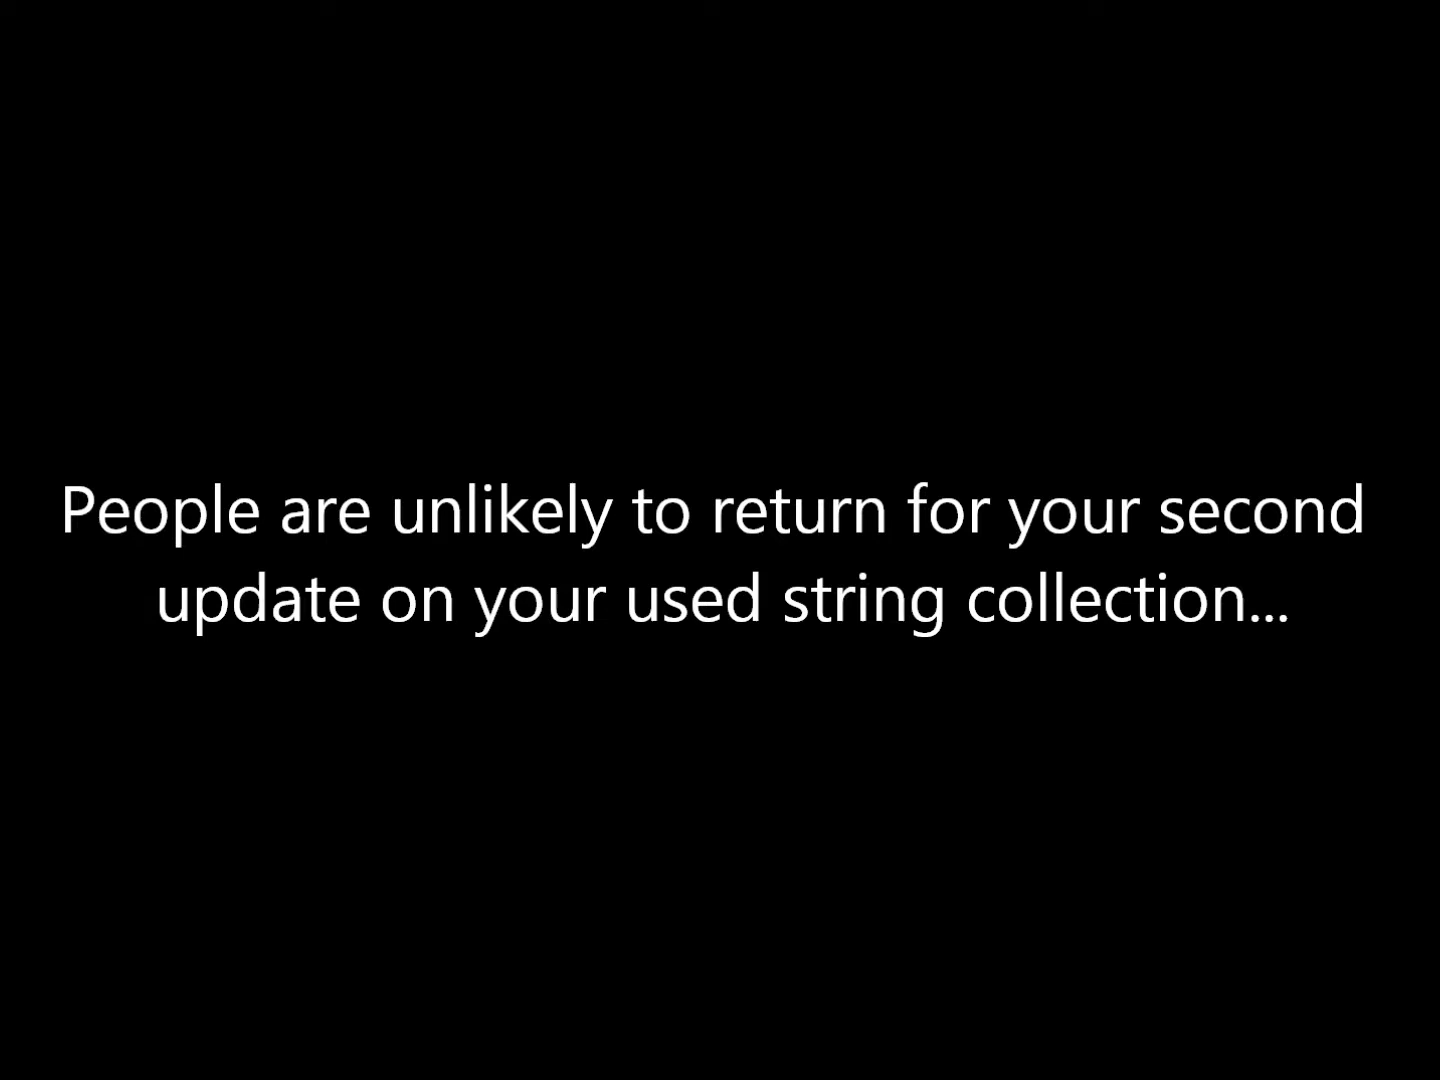 People are unlikely to return for your second
update on your used string collection...